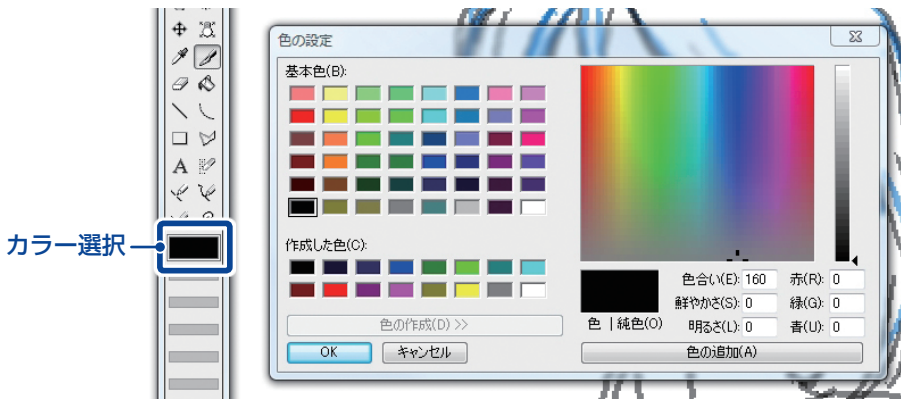 色の設定
基本色(B):
A
カラー選択
作成した色(C):
色の作成(D) >>
OK
キャンセル
色 | 純色(O)
色合い(E): 160
赤(R): 0
鮮やかさ(S): 0
緑(G): 0
明るさ(L): 0
青(U): 0
色の追加(A)